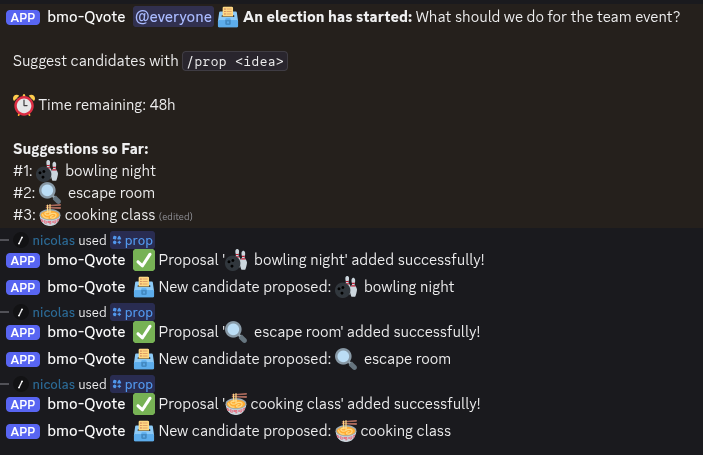 APP bmo-Qvote @everyone 🗳️ An election has started: What should we do for the team event?
Suggest candidates with /prop <idea>
⏰ Time remaining: 48h
Suggestions so Far:
#1: 🎳 bowling night
#2: 🔍 escape room
#3: 🍜 cooking class (edited)
/ nicolas used prop
APP bmo-Qvote ✅ Proposal '🎳 bowling night' added successfully!
APP bmo-Qvote 🗳️ New candidate proposed: 🎳 bowling night
/ nicolas used prop
APP bmo-Qvote ✅ Proposal '🔍 escape room' added successfully!
APP bmo-Qvote 🗳️ New candidate proposed: 🔍 escape room
/ nicolas used prop
APP bmo-Qvote ✅ Proposal '🍜 cooking class' added successfully!
APP bmo-Qvote 🗳️ New candidate proposed: 🍜 cooking class